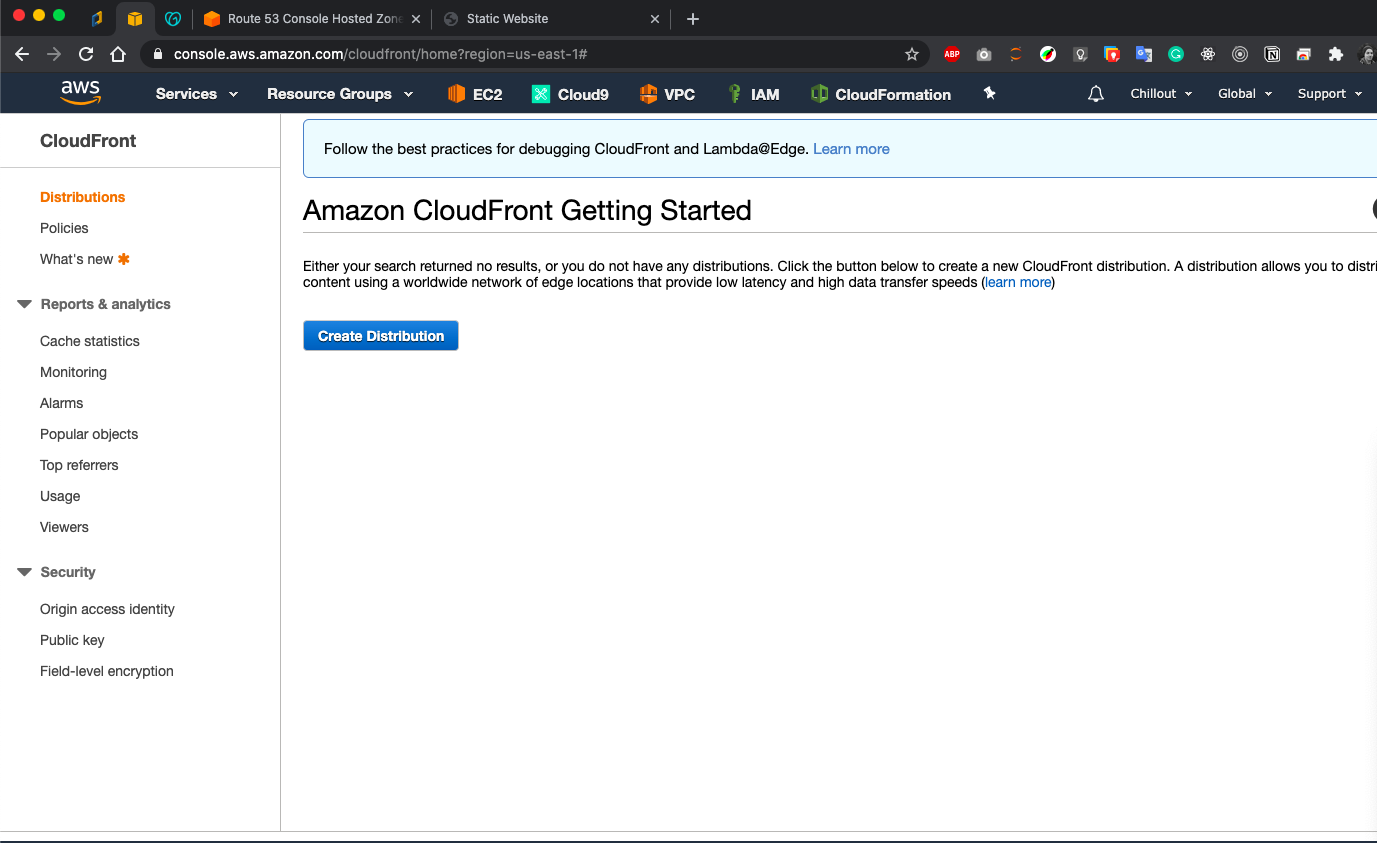 Route 53 Console Hosted Zone
Static Website
console.aws.amazon.com/cloudfront/home?region=us-east-1#
ABP
aws
Services
Resource Groups
EC2
Cloud9
VPC
IAM
CloudFormation
Chillout
Global
Support
CloudFront
Distributions
Policies
What's new
Reports & analytics
Cache statistics
Monitoring
Alarms
Popular objects
Top referrers
Usage
Viewers
Security
Origin access identity
Public key
Field-level encryption
Follow the best practices for debugging CloudFront and Lambda@Edge. Learn more
Amazon CloudFront Getting Started
Either your search returned no results, or you do not have any distributions. Click the button below to create a new CloudFront distribution. A distribution allows you to distri
content using a worldwide network of edge locations that provide low latency and high data transfer speeds (learn more)
Create Distribution